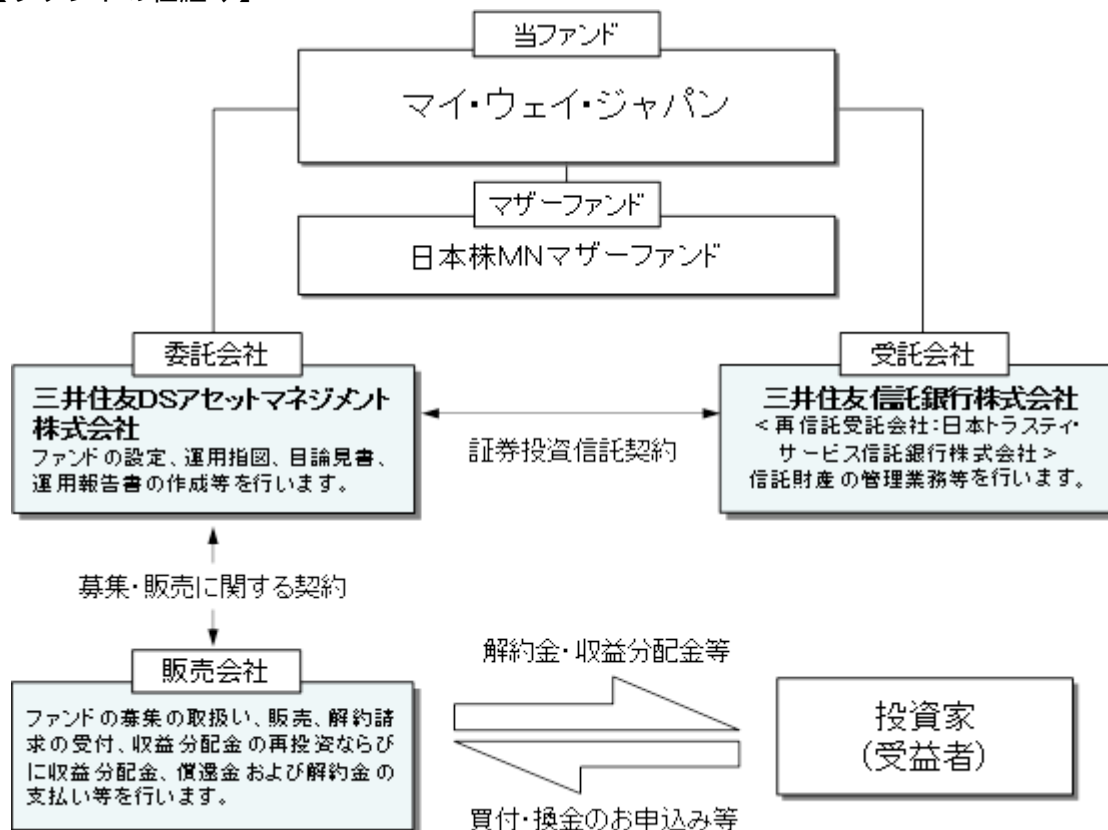 当ファンド
マイ・ウェイ・ジャパン
マザーファンド
日本株MNマザーファンド
委託会社
三井住友DSアセットマネジメント
株式会社
ファンドの設定、運用指図、目論見書、
運用報告書の作成等を行います。
証券投資信託契約
受託会社
三井住友信託銀行株式会社
<再信託受託会社:日本トラスティ・
サービス信託銀行株式会社>
信託財産の管理業務等を行います。
募集・販売に関する契約
販売会社
ファンドの募集の取扱い、販売、解約請
求の受付、収益分配金の再投資ならび
に収益分配金、償還金および解約金の
支払い等を行います。
解約金・収益分配金等
買付・換金のお申込み等
投資家
(受益者)